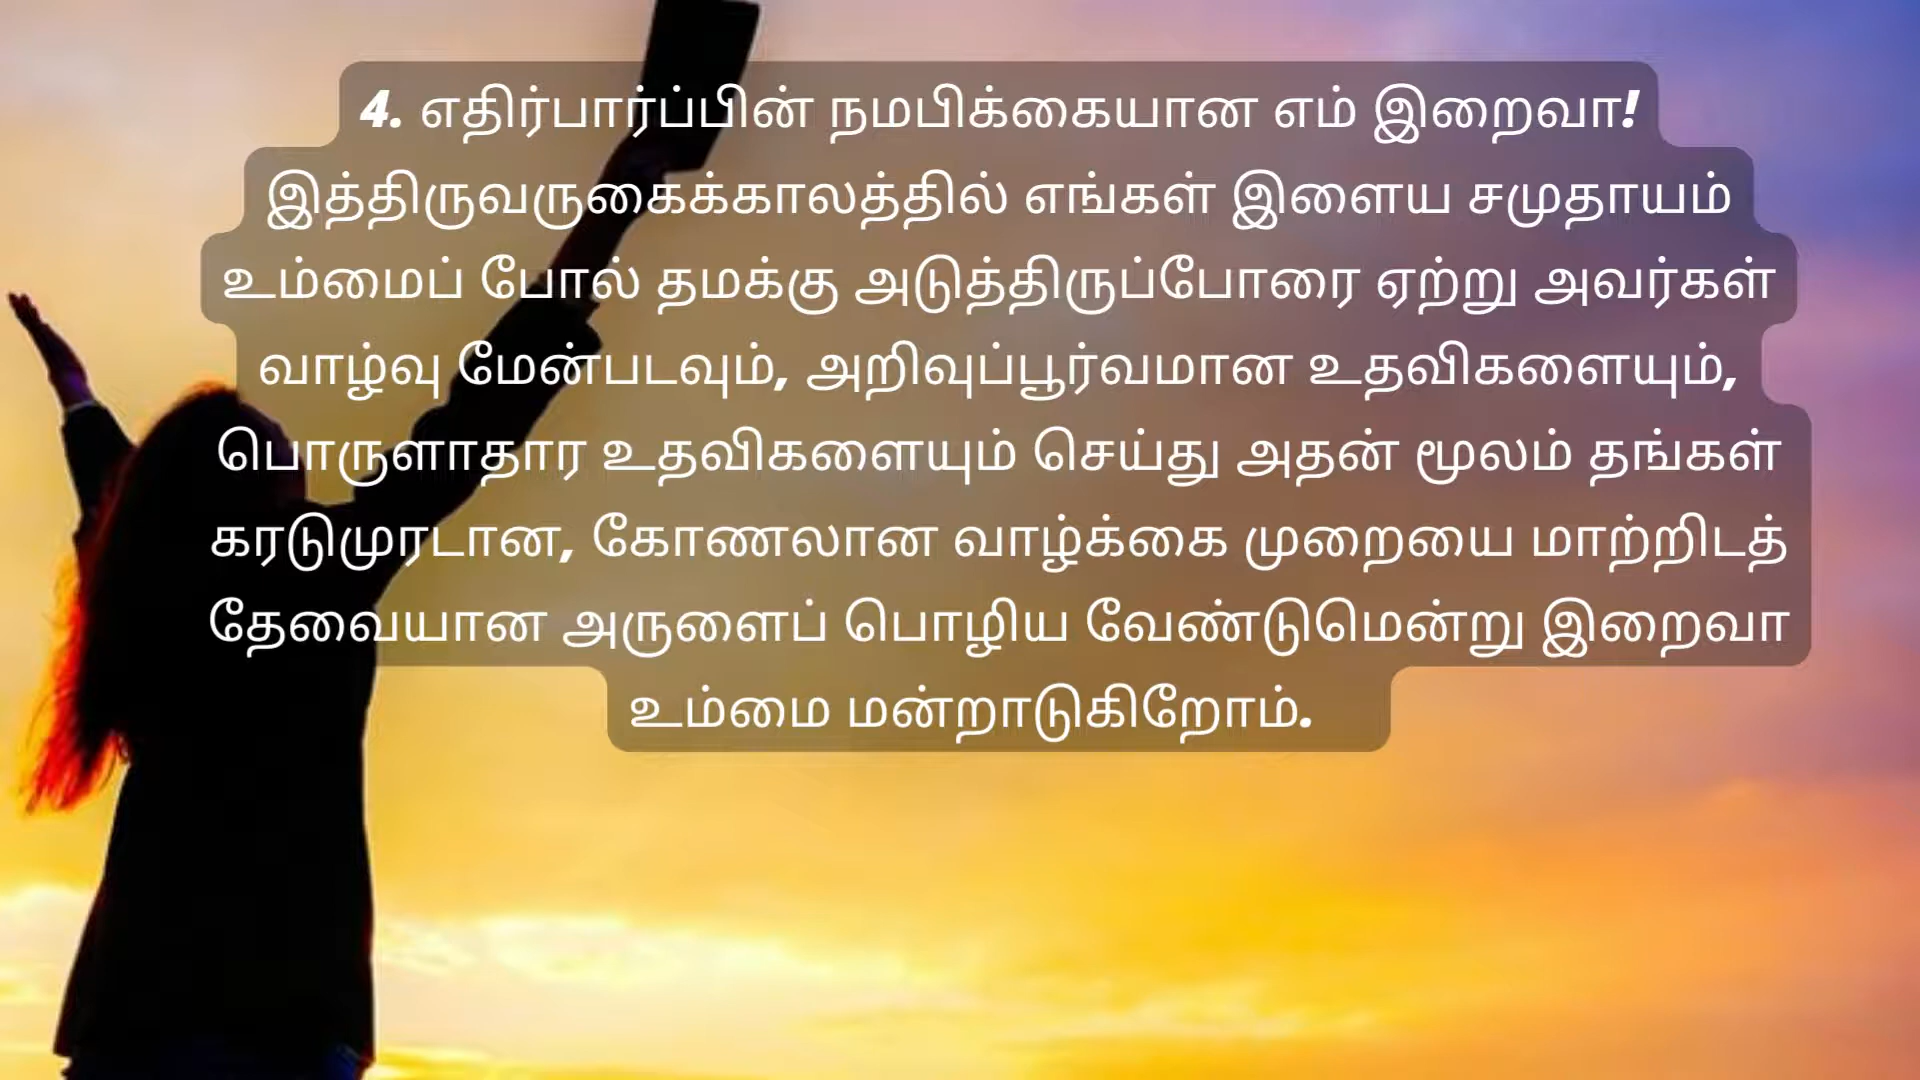 4. எதிர்பார்ப்பின் நமபிக்கையான எம் இறைவா!
இத்திருவருகைக்காலத்தில் எங்கள் இளைய சமுதாயம்
உம்மைப் போல் தமக்கு அடுத்திருப்போரை ஏற்று அவர்கள்
வாழ்வு மேன்படவும், அறிவுப்பூர்வமான உதவிகளையும்,
பொருளாதார உதவிகளையும் செய்து அதன் மூலம் தங்கள்
கரடுமுரடான, கோணலான வாழ்க்கை முறையை மாற்றிடத்
தேவையான அருளைப் பொழிய வேண்டுமென்று இறைவா
உம்மை மன்றாடுகிறோம்.